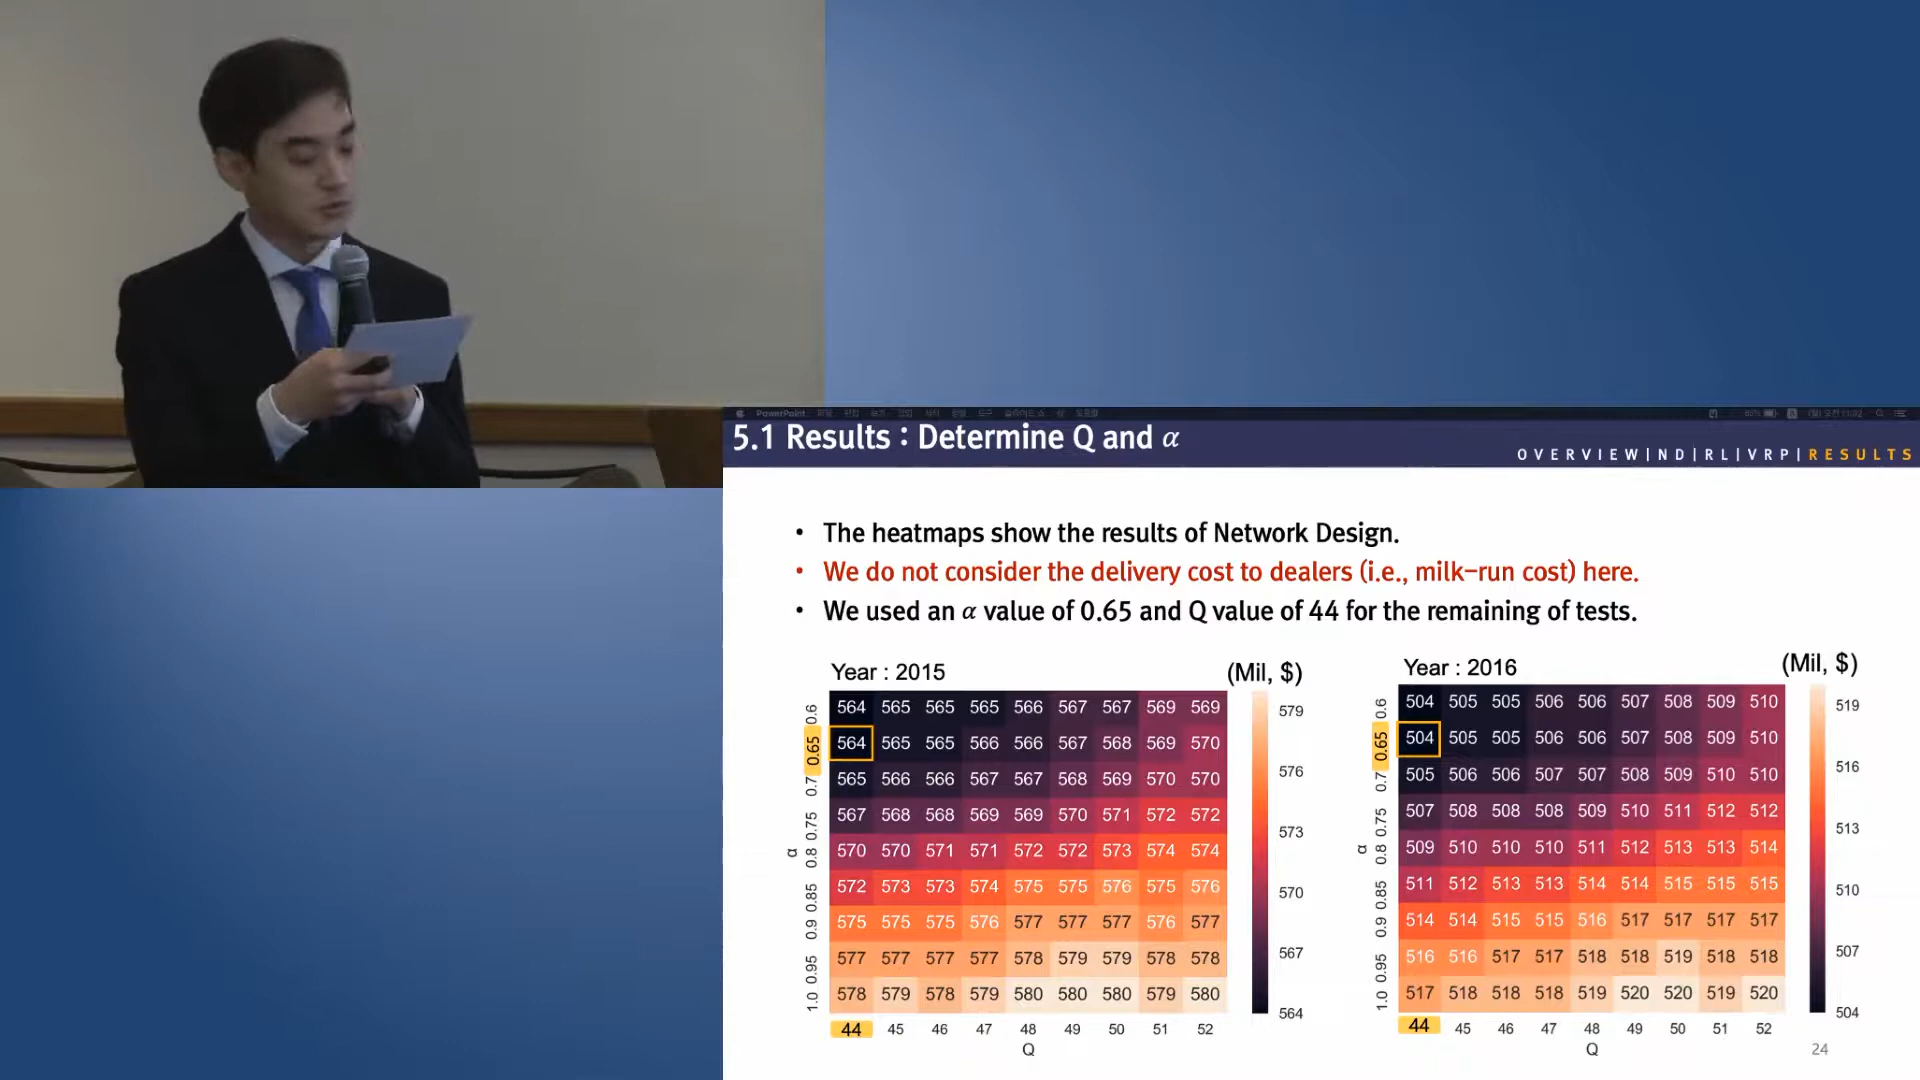 PowerPoint
5.1 Results : Determine Q and α
OVERVIEW|ND|RL|VRP|RESULTS
• The heatmaps show the results of Network Design.
• We do not consider the delivery cost to dealers (i.e., milk-run cost) here.
• We used an α value of 0.65 and Q value of 44 for the remaining of tests.
Year : 2015 (Mil, $)
0.6 564 565 565 565 566 567 567 569 569
0.65 564 565 565 566 566 567 568 569 570
0.7 565 566 566 567 567 568 569 570 570
0.75 567 568 568 569 569 570 571 572 572
0.8 570 570 571 571 572 572 573 574 574
0.85 572 573 573 574 575 575 576 575 576
0.9 575 575 575 576 577 577 577 576 577
0.95 577 577 577 577 578 579 579 578 578
1.0 578 579 578 579 580 580 580 579 580
44 45 46 47 48 49 50 51 52
α
Q
579
576
573
570
567
564
Year : 2016 (Mil, $)
0.6 504 505 505 506 506 507 508 509 510
0.65 504 505 505 506 506 507 508 509 510
0.7 505 506 506 507 507 508 509 510 510
0.75 507 508 508 508 509 510 511 512 512
0.8 509 510 510 510 511 512 513 513 514
0.85 511 512 513 513 514 514 515 515 515
0.9 514 514 515 515 516 517 517 517 517
0.95 516 516 517 517 518 518 519 518 518
1.0 517 518 518 518 519 520 520 519 520
44 45 46 47 48 49 50 51 52
α
Q
519
516
513
510
507
504
24